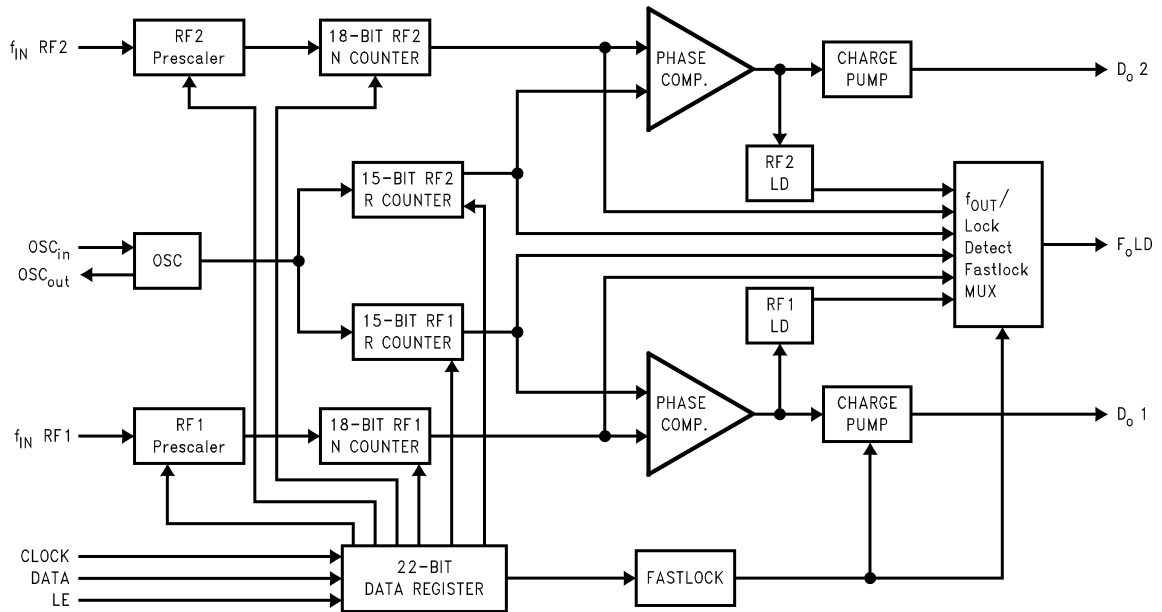 f_IN RF2
RF2
Prescaler
18-BIT RF2
N COUNTER
PHASE
COMP.
CHARGE
PUMP
D_o 2
RF2
LD
15-BIT RF2
R COUNTER
f_OUT/
Lock
Detect
Fastlock
MUX
F_oLD
OSC_in
OSC_out
OSC
15-BIT RF1
R COUNTER
RF1
LD
f_IN RF1
RF1
Prescaler
18-BIT RF1
N COUNTER
PHASE
COMP.
CHARGE
PUMP
D_o 1
CLOCK
DATA
LE
22-BIT
DATA REGISTER
FASTLOCK